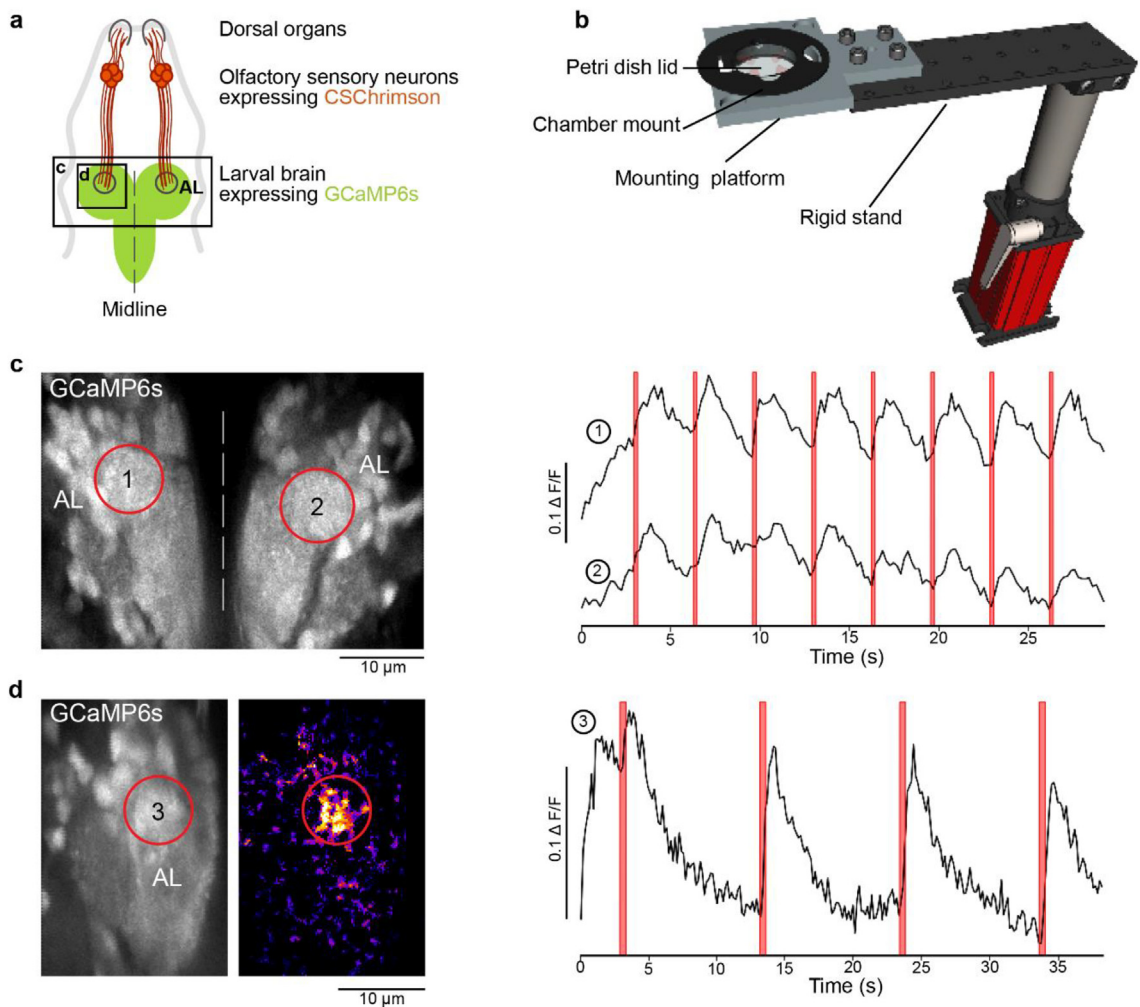 a
Dorsal organs
Olfactory sensory neurons
expressing CSChrimson
c
d
AL
Larval brain
expressing GCaMP6s
Midline
b
Petri dish lid
Chamber mount
Mounting platform
Rigid stand
c
GCaMP6s
AL
1
2
AL
10 µm
1
2
0.1 Δ F/F
0 5 10 15 20 25
Time (s)
d
GCaMP6s
3
AL
10 µm
3
0.1 Δ F/F
0 5 10 15 20 25 30 35
Time (s)